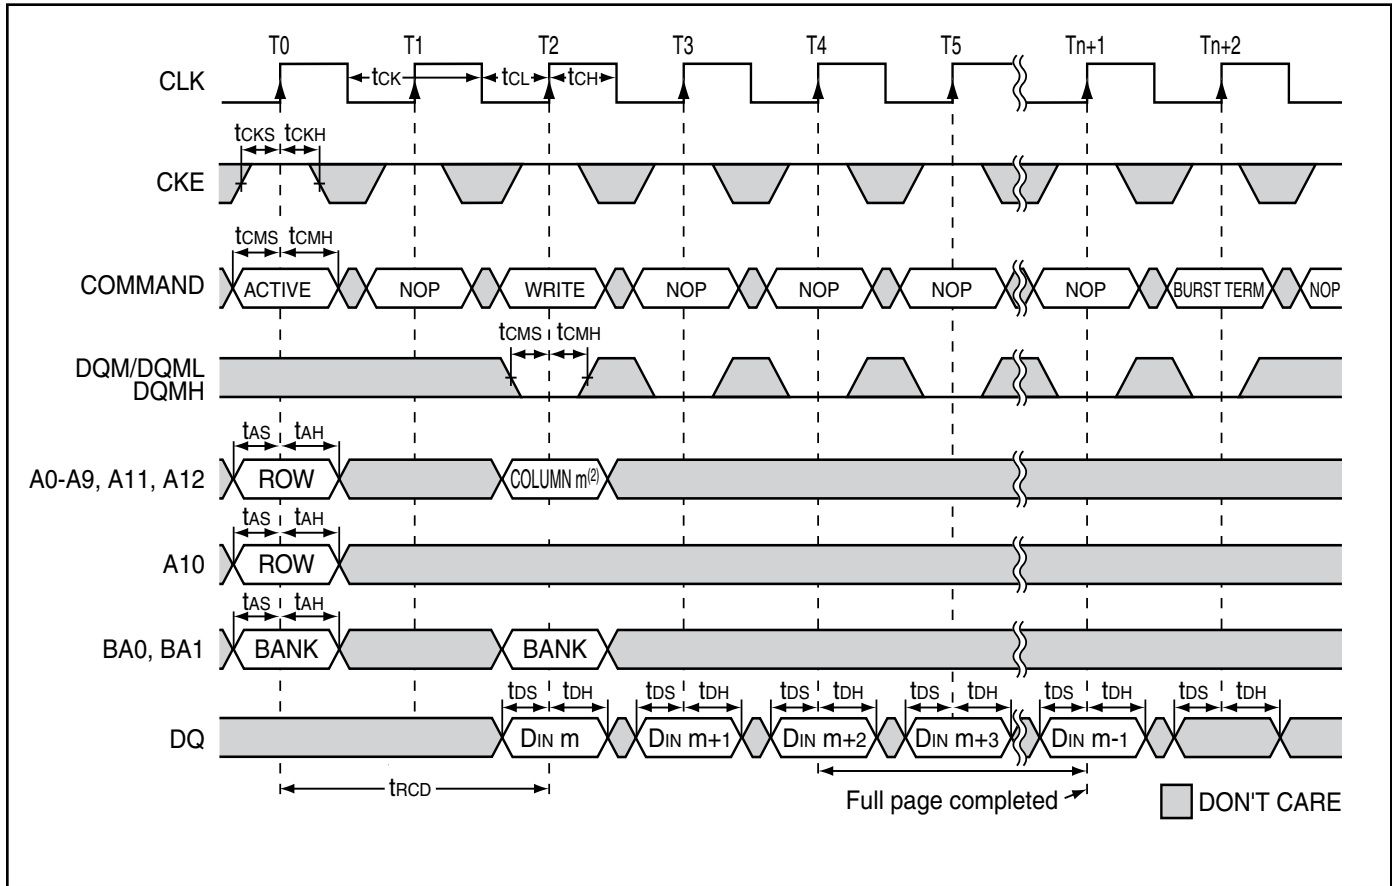 T0 T1 T2 T3 T4 T5 Tn+1 Tn+2
CLK tCK tCL tCH
tCKS tCKH
CKE
tCMS tCMH
COMMAND ACTIVE NOP WRITE NOP NOP NOP NOP BURST TERM NOP
tCMS tCMH
DQM/DQML
DQMH
tAS tAH
A0-A9, A11, A12 ROW COLUMN m(2)
tAS tAH
A10 ROW
tAS tAH
BA0, BA1 BANK BANK
tDS tDH tDS tDH tDS tDH tDS tDH tDS tDH tDS tDH
DQ DIN m DIN m+1 DIN m+2 DIN m+3 DIN m-1
tRCD
Full page completed DON'T CARE